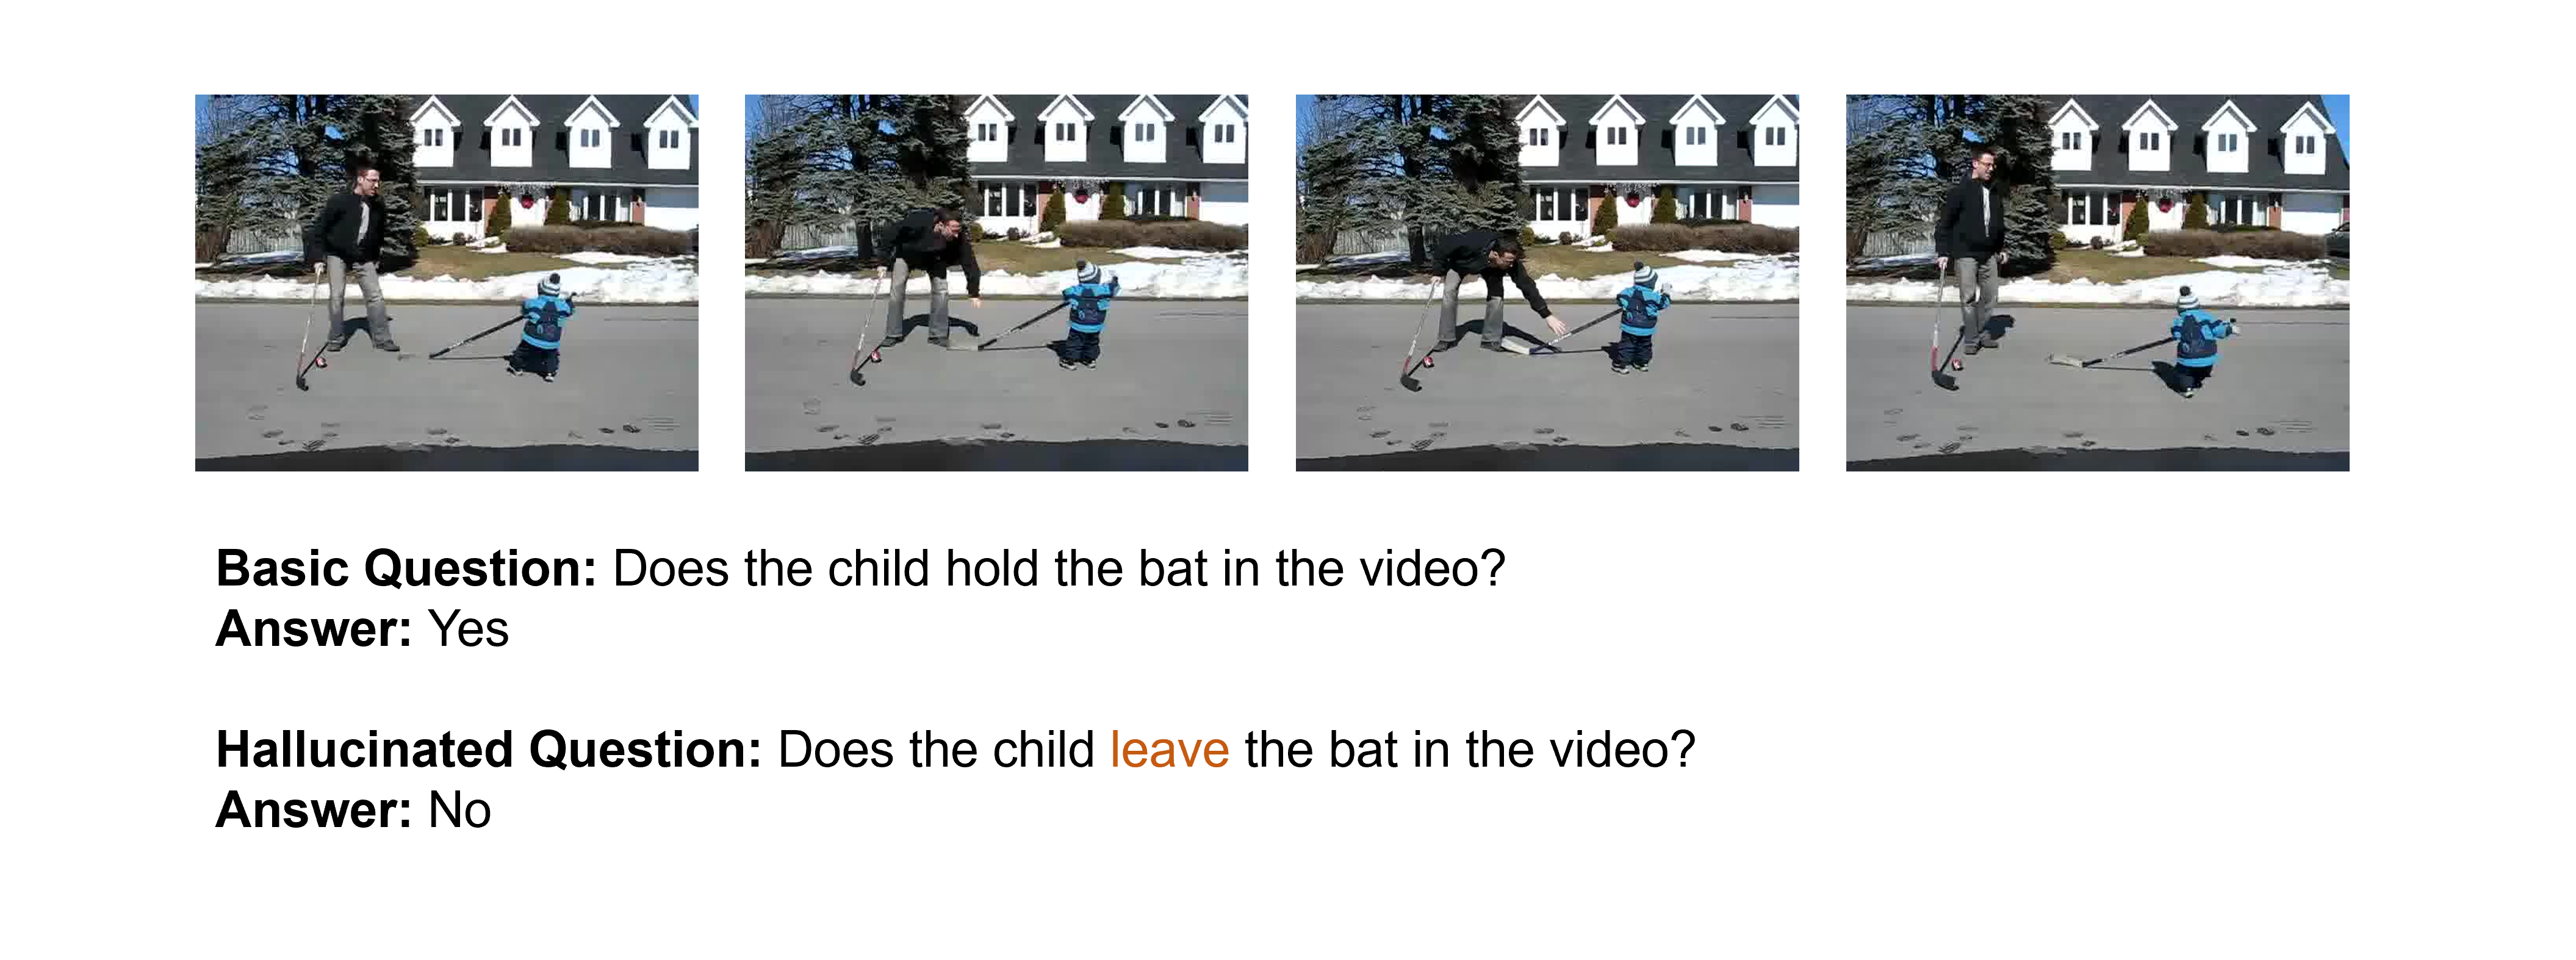 Basic Question: Does the child hold the bat in the video?
Answer: Yes
Hallucinated Question: Does the child leave the bat in the video?
Answer: No